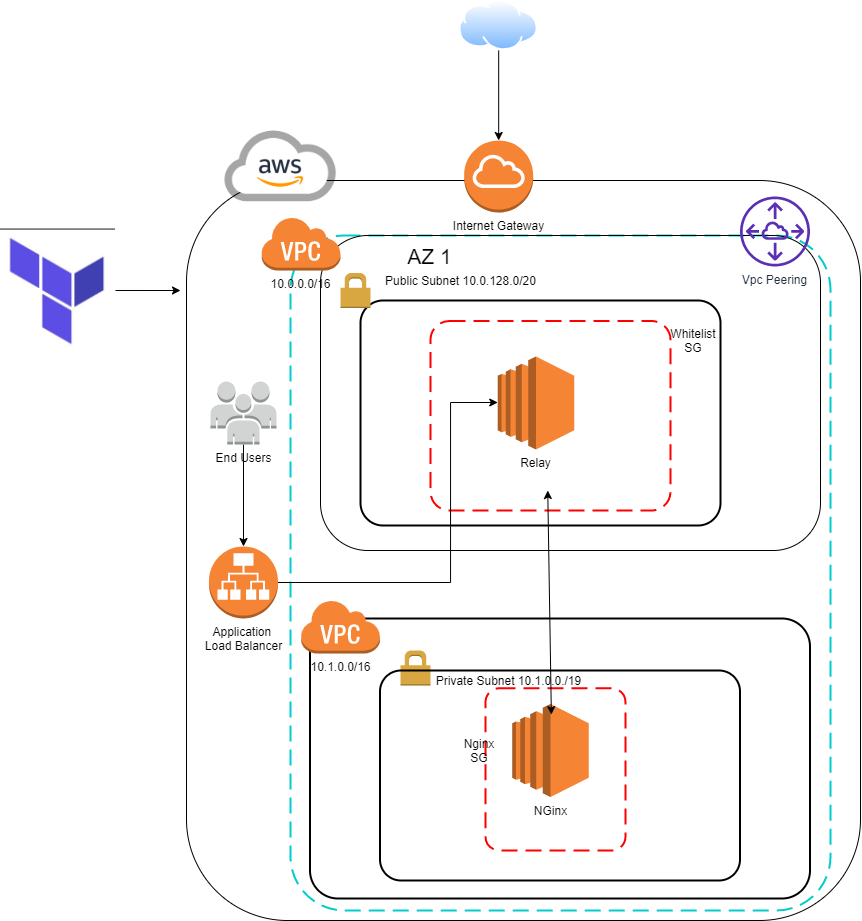 aws
Internet Gateway
VPC
10.0.0.0/16
AZ 1
Public Subnet 10.0.128.0/20
Vpc Peering
Whitelist
SG
Relay
End Users
Application
Load Balancer
VPC
10.1.0.0/16
Private Subnet 10.1.0.0./19
Nginx
SG
NGinx